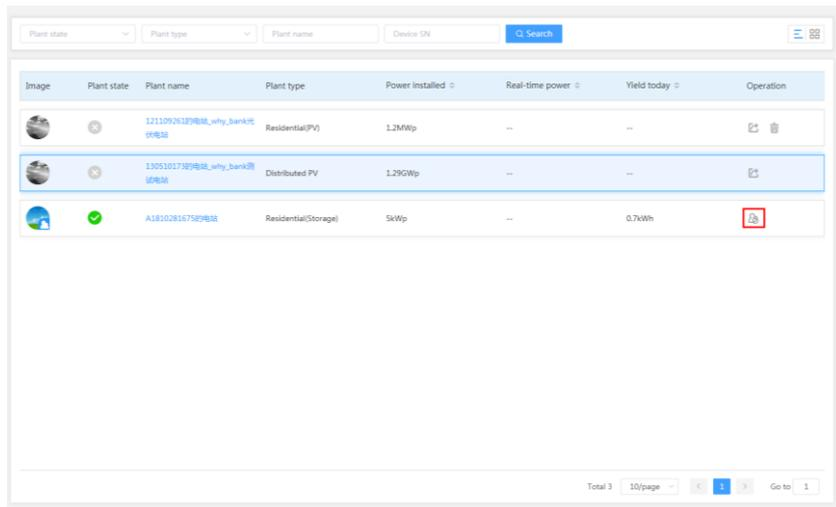 Plant state Plant type Plant name Device SN Search
Image Plant state Plant name Plant type Power installed Real-time power Yield today Operation
121109261的电站_why_bank光
伏电站
Residential(PV) 1.2MWp -- --
130510173的电站_why_bank测
试电站
Distributed PV 1.29GWp -- --
A1810281675的电站 Residential(Storage) 5kWp -- 0.7kWh
Total 3 10/page 1 Go to 1